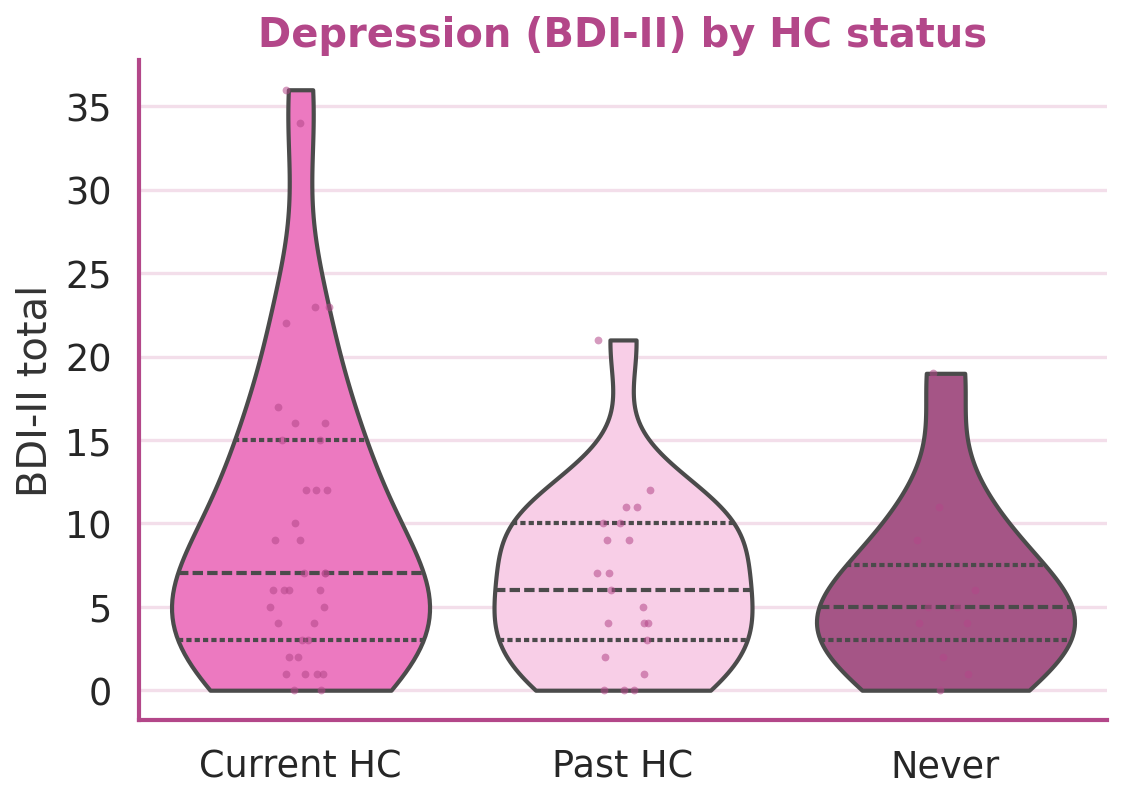 Depression (BDI-II) by HC status
BDI-II total
35
30
25
20
15
10
5
0
Current HC
Past HC
Never